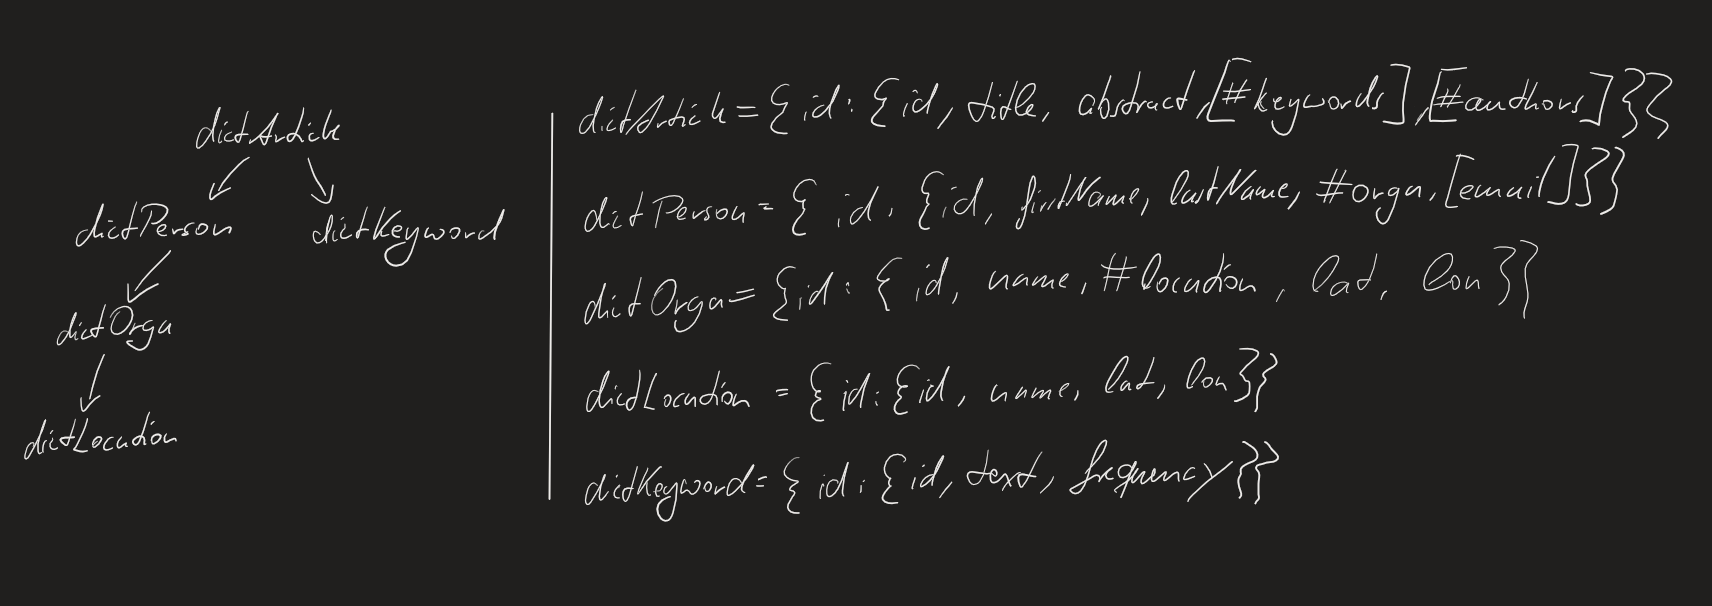 dictArticle
dictPerson dictKeyword
dictOrga
dictLocation
dictArticle = { id : { id, title, abstract, [#keywords], [#authors] } }
dictPerson = { id. {id, firstName, lastName, #orga, [email] } }
dictOrga = { id : { id, name, #location, lat, lon } }
dictLocation = { id : { id, name, lat, lon } }
dictKeyword = { id : { id, text, frequency } }